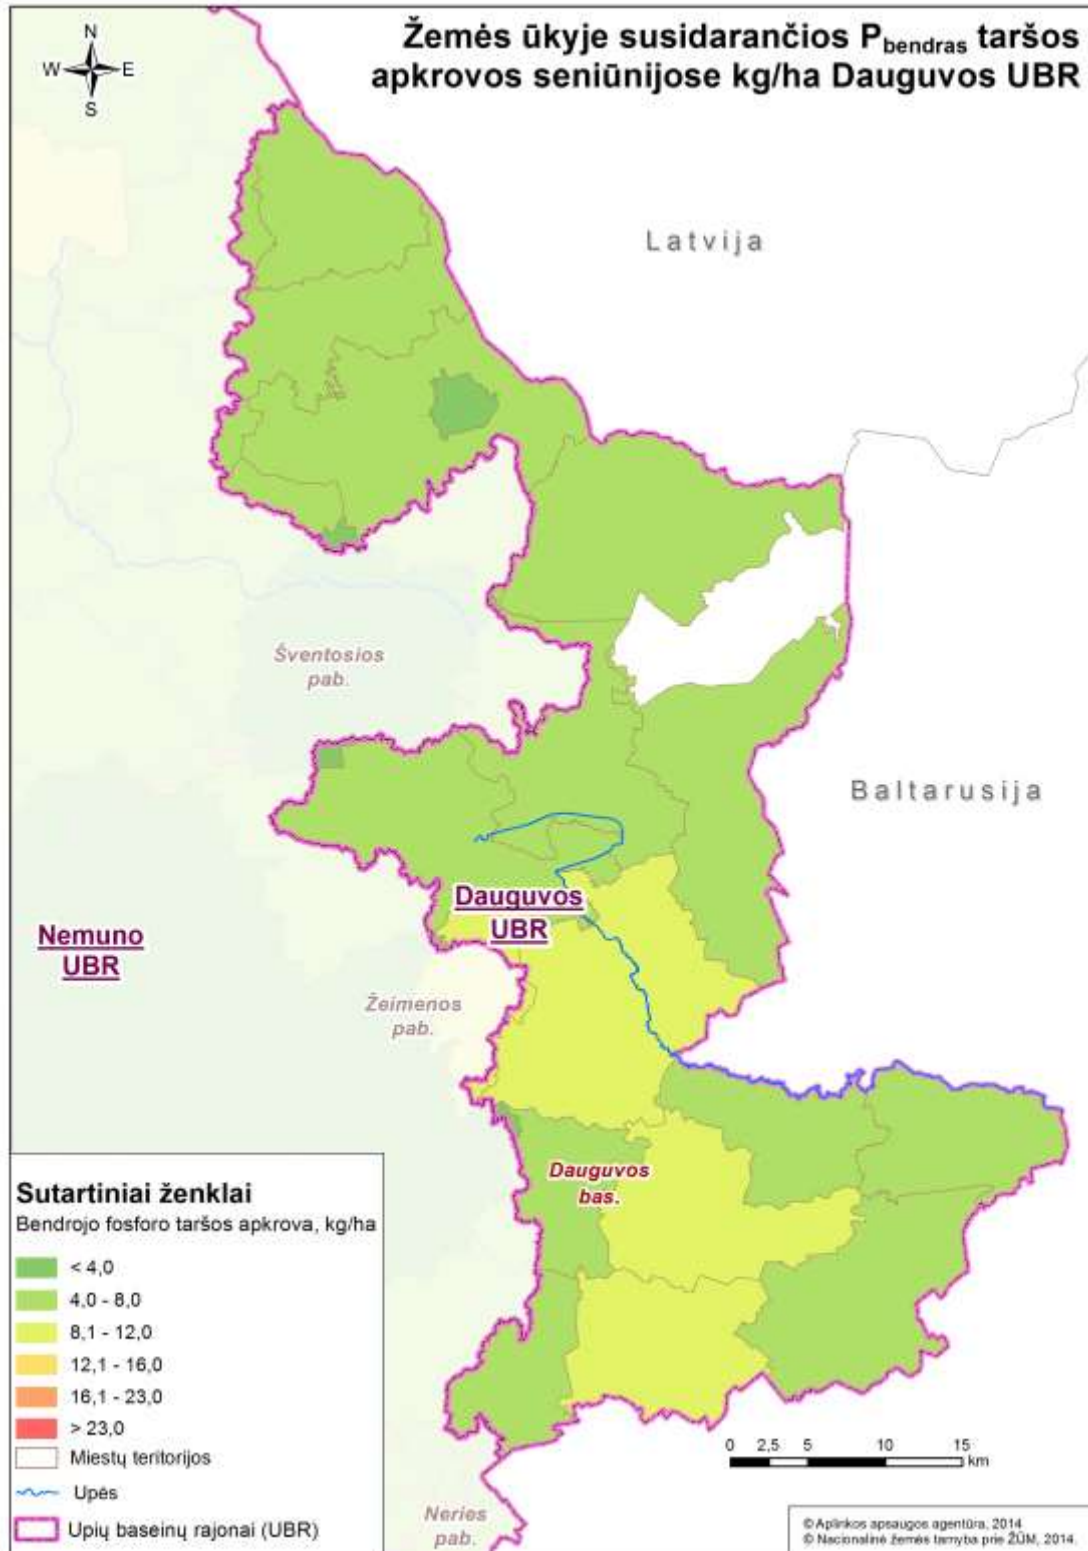 Žemės ūkyje susidarančios Pbendras taršos
apkrovos seniūnijose kg/ha Dauguvos UBR
N
W E
S
Latvija
Šventosios
pab.
Baltarusija
Dauguvos
UBR
Nemuno
UBR
Žeimenos
pab.
Dauguvos
bas.
Sutartiniai ženklai
Bendrojo fosforo taršos apkrova, kg/ha
< 4,0
4,0 - 8,0
8,1 - 12,0
12,1 - 16,0
16,1 - 23,0
> 23,0
Miestų teritorijos
Upės
Upių baseinų rajonai (UBR)
0 2,5 5 10 15
km
Neries
pab.
© Aplinkos apsaugos agentūra, 2014
© Nacionalinė žemės tarnyba prie ŽŪM, 2014